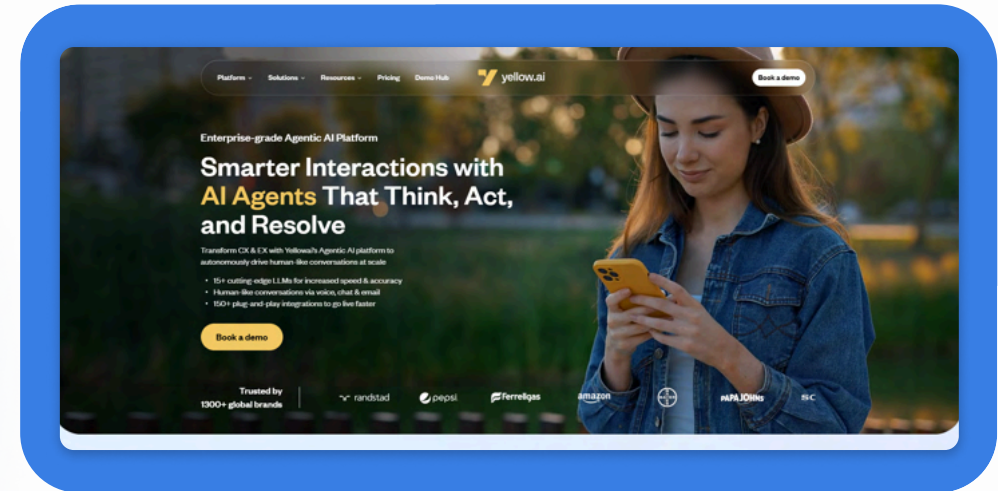 Platform Solutions Resources Pricing Demo Hub yellow.ai Book a demo
Enterprise-grade Agentic AI Platform
Smarter Interactions with
AI Agents That Think, Act,
and Resolve
Transform CX & EX with Yellowai's Agentic AI platform to
autonomously drive human-like conversations at scale
• 15+ cutting-edge LLMs for increased speed & accuracy
• Human-like conversations via voice, chat & email
• 150+ plug-and-play integrations to go live faster
Book a demo
Trusted by
1300+ global brands
randstad pepsi Ferrellgas amazon PAPA JOHNS